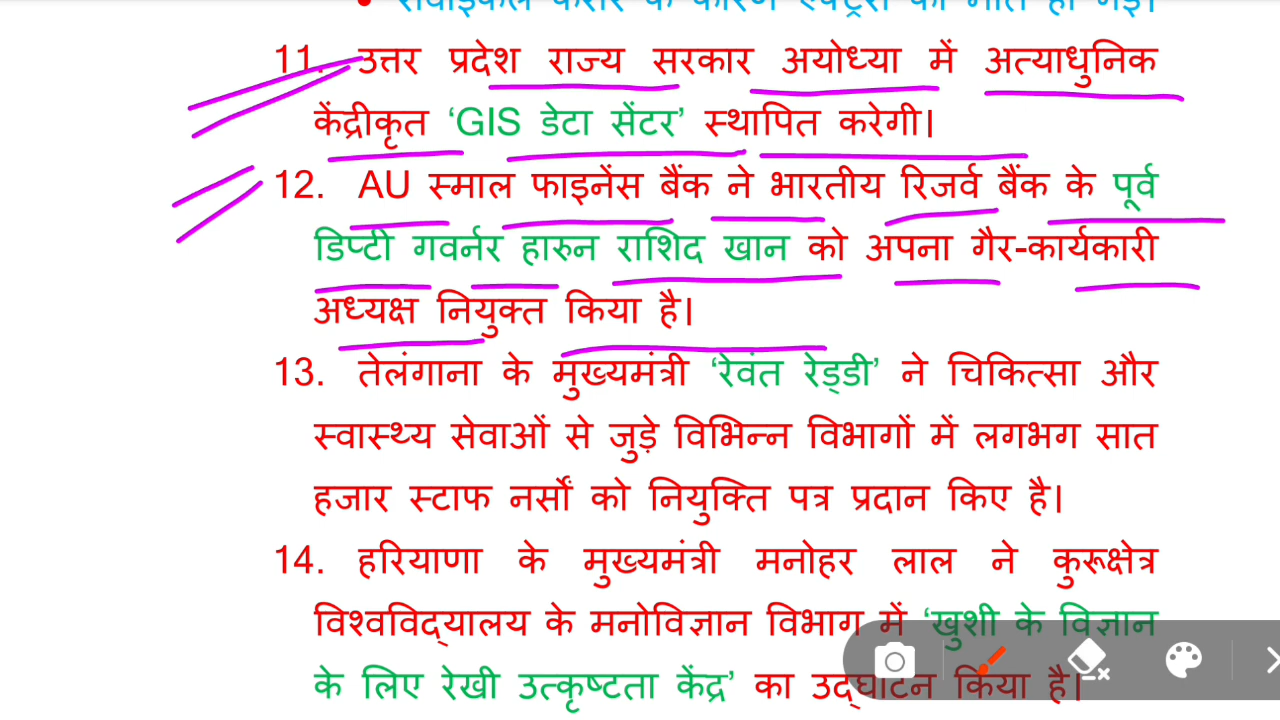 11. उत्तर प्रदेश राज्य सरकार अयोध्या में अत्याधुनिक
केंद्रीकृत ‘GIS डेटा सेंटर’ स्थापित करेगी।
12. AU स्माल फाइनेंस बैंक ने भारतीय रिजर्व बैंक के पूर्व
डिप्टी गवर्नर हारुन राशिद खान को अपना गैर-कार्यकारी
अध्यक्ष नियुक्त किया है।
13. तेलंगाना के मुख्यमंत्री ‘रेवंत रेड्डी’ ने चिकित्सा और
स्वास्थ्य सेवाओं से जुड़े विभिन्न विभागों में लगभग सात
हजार स्टाफ नर्सों को नियुक्ति पत्र प्रदान किए है।
14. हरियाणा के मुख्यमंत्री मनोहर लाल ने कुरूक्षेत्र
विश्वविद्यालय के मनोविज्ञान विभाग में ‘खुशी के विज्ञान
के लिए रेखी उत्कृष्टता केंद्र’ का उद्घाटन किया है।